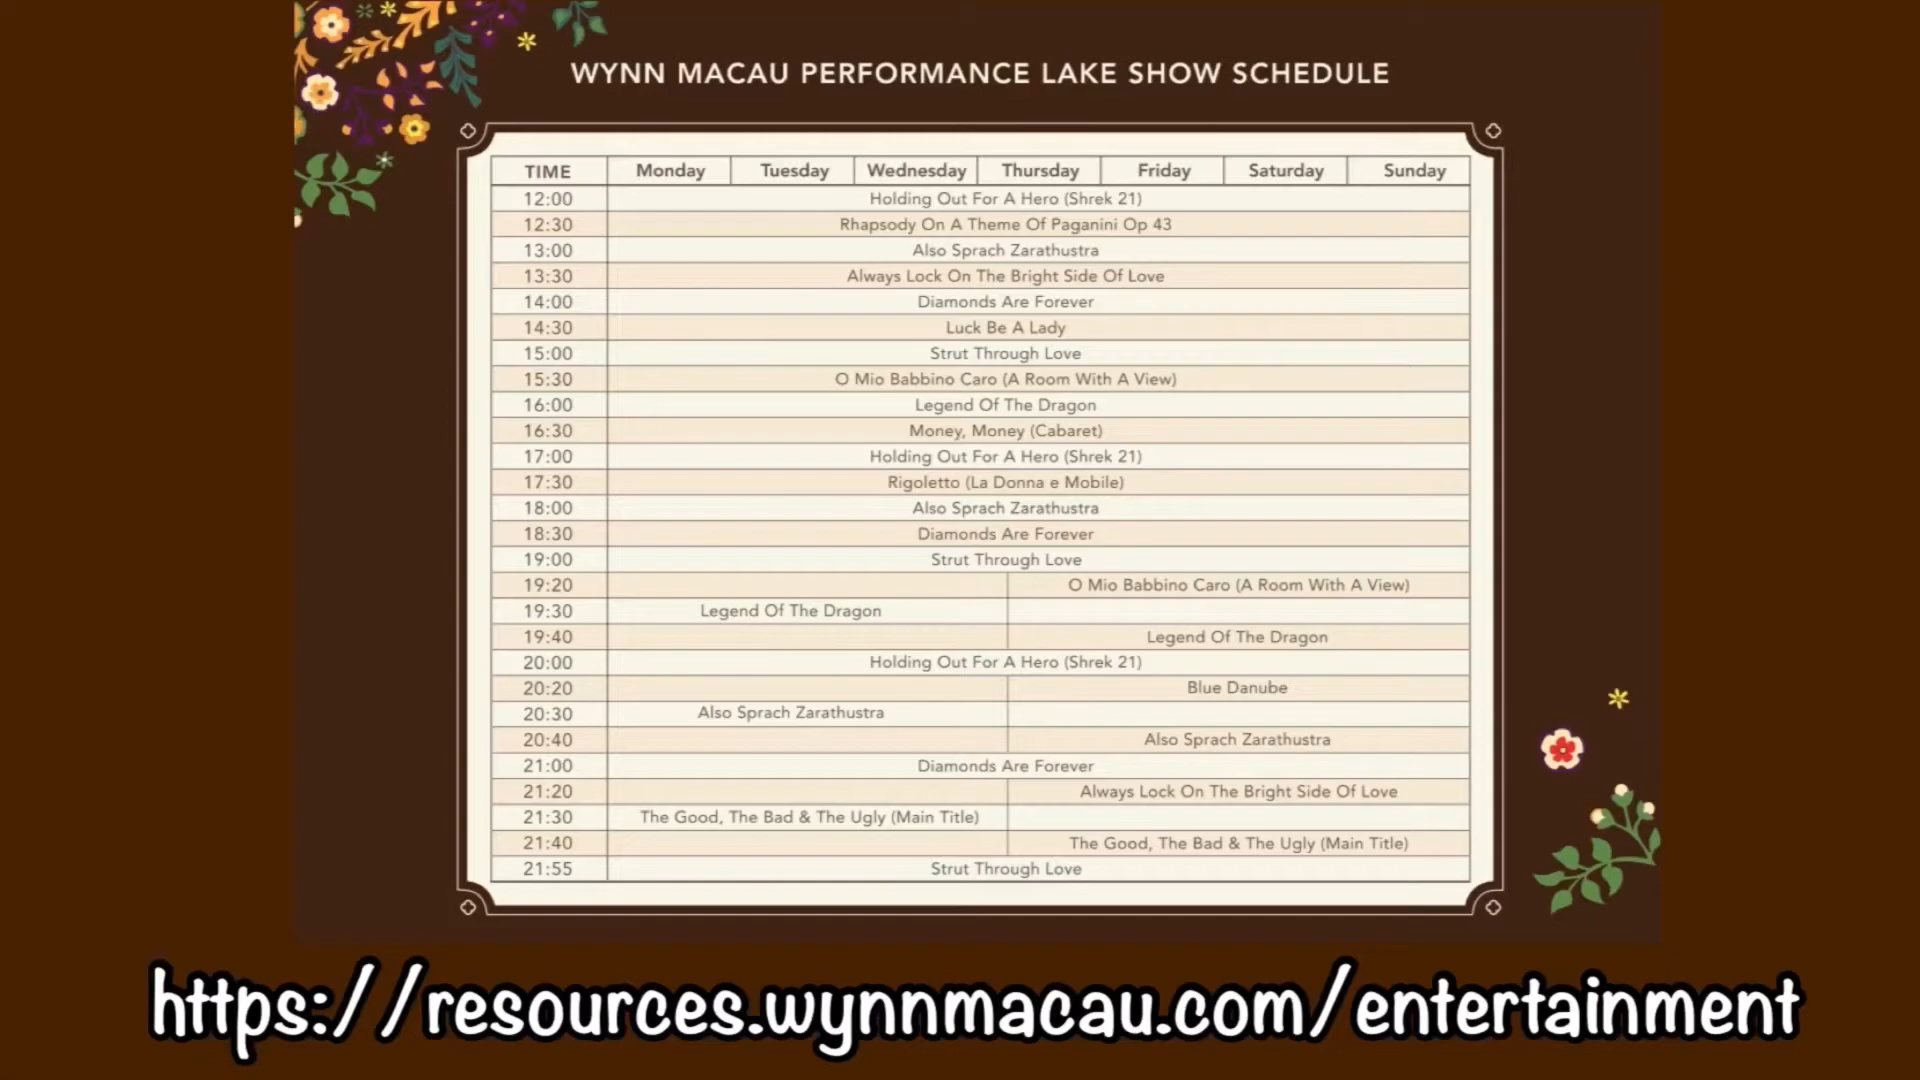 WYNN MACAU PERFORMANCE LAKE SHOW SCHEDULE
TIME Monday Tuesday Wednesday Thursday Friday Saturday Sunday
12:00 Holding Out For A Hero (Shrek 21)
12:30 Rhapsody On A Theme Of Paganini Op 43
13:00 Also Sprach Zarathustra
13:30 Always Lock On The Bright Side Of Love
14:00 Diamonds Are Forever
14:30 Luck Be A Lady
15:00 Strut Through Love
15:30 O Mio Babbino Caro (A Room With A View)
16:00 Legend Of The Dragon
16:30 Money, Money (Cabaret)
17:00 Holding Out For A Hero (Shrek 21)
17:30 Rigoletto (La Donna e Mobile)
18:00 Also Sprach Zarathustra
18:30 Diamonds Are Forever
19:00 Strut Through Love
19:20 O Mio Babbino Caro (A Room With A View)
19:30 Legend Of The Dragon
19:40 Legend Of The Dragon
20:00 Holding Out For A Hero (Shrek 21)
20:20 Blue Danube
20:30 Also Sprach Zarathustra
20:40 Also Sprach Zarathustra
21:00 Diamonds Are Forever
21:20 Always Lock On The Bright Side Of Love
21:30 The Good, The Bad & The Ugly (Main Title)
21:40 The Good, The Bad & The Ugly (Main Title)
21:55 Strut Through Love
https://resources.wynnmacau.com/entertainment